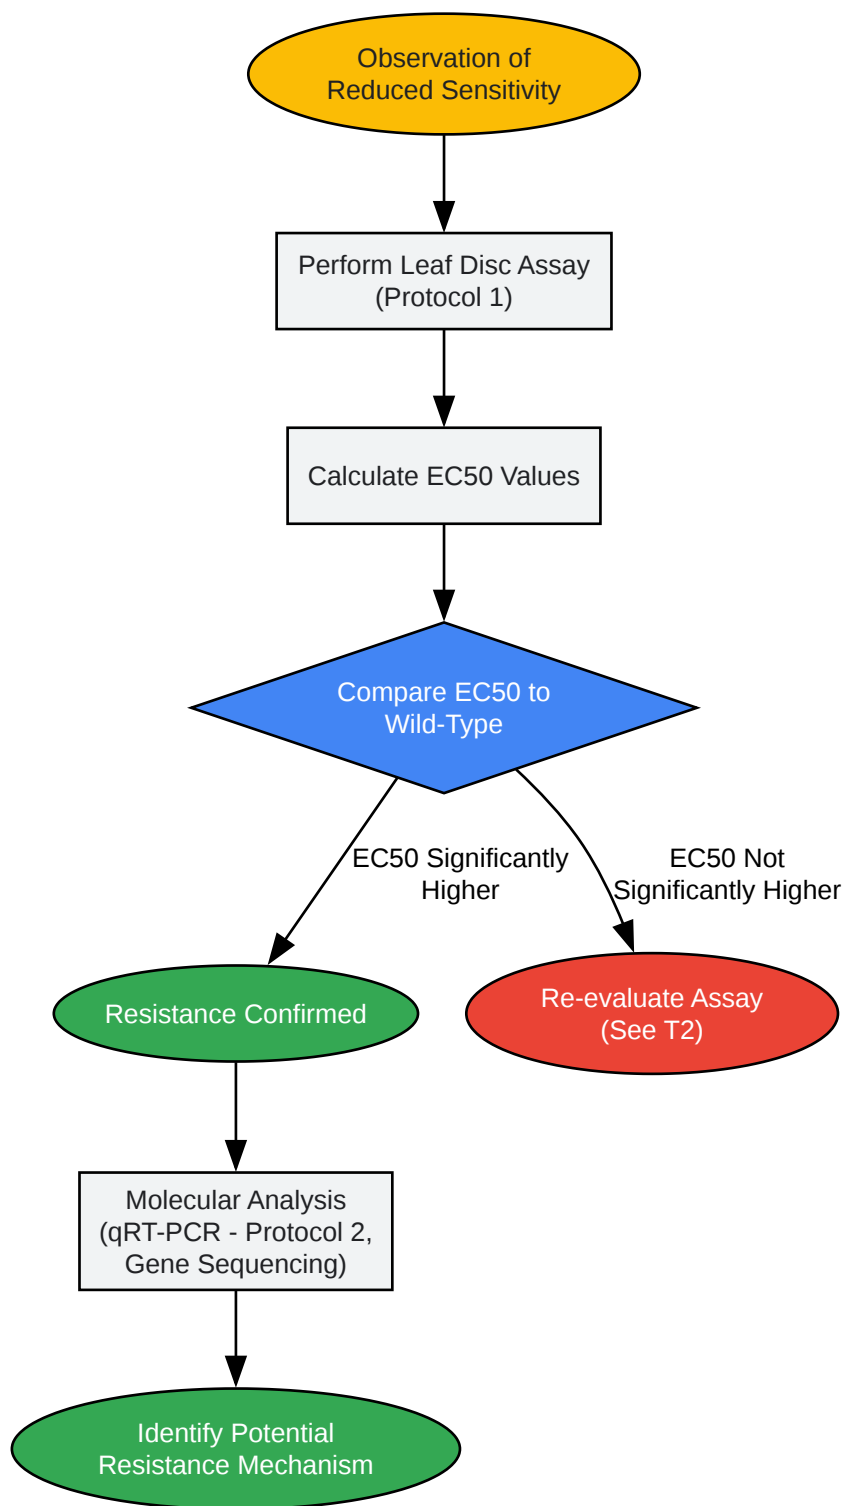 Observation of
Reduced Sensitivity
Perform Leaf Disc Assay
(Protocol 1)
Calculate EC50 Values
Compare EC50 to
Wild-Type
EC50 Significantly
Higher
EC50 Not
Significantly Higher
Resistance Confirmed
Re-evaluate Assay
(See T2)
Molecular Analysis
(qRT-PCR - Protocol 2,
Gene Sequencing)
Identify Potential
Resistance Mechanism